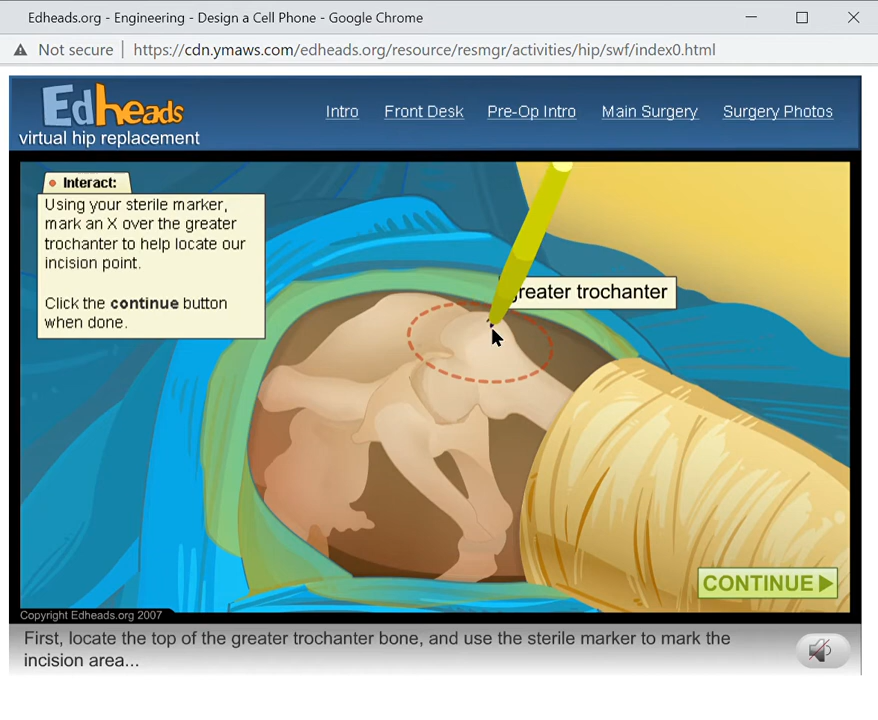 Edheads.org - Engineering - Design a Cell Phone - Google Chrome
Not secure | https://cdn.ymaws.com/edheads.org/resource/resmgr/activities/hip/swf/index0.html
Edheads
virtual hip replacement
Intro Front Desk Pre-Op Intro Main Surgery Surgery Photos
Interact:
Using your sterile marker,
mark an X over the greater
trochanter to help locate our
incision point.
Click the continue button
when done.
greater trochanter
CONTINUE
Copyright Edheads.org 2007
First, locate the top of the greater trochanter bone, and use the sterile marker to mark the
incision area...